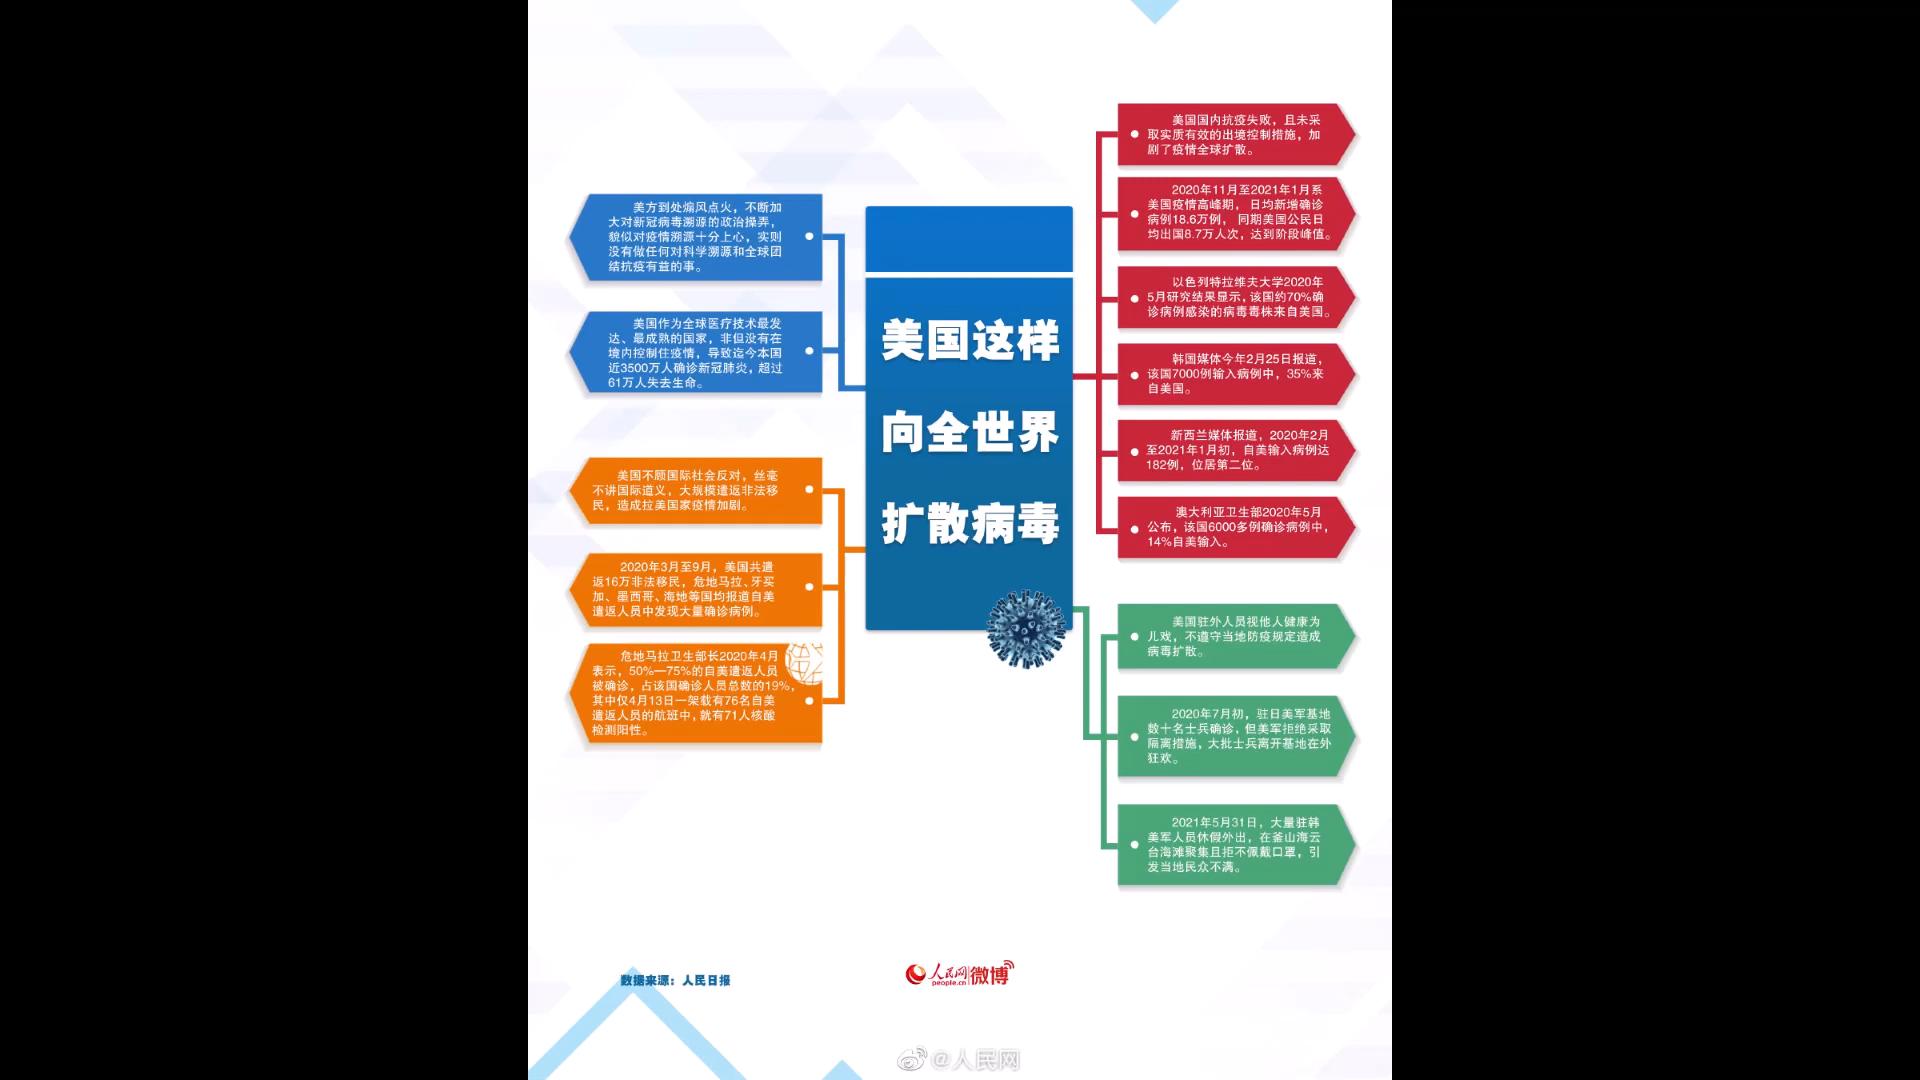 美方到处煽风点火，不断加
大对新冠病毒溯源的政治操弄，
貌似对疫情溯源十分上心，实则
没有做任何对科学溯源和全球团
结抗疫有益的事。
美国作为全球医疗技术最发
达、最成熟的国家，非但没有在
境内控制住疫情，导致迄今本国
近3500万人确诊新冠肺炎，超过
61万人失去生命。
美国不顾国际社会反对，丝毫
不讲国际道义，大规模遣返非法移
民，造成拉美国家疫情加剧。
2020年3月至9月，美国共遣
返16万非法移民，危地马拉、牙买
加、墨西哥、海地等国均报道自美
遣返人员中发现大量确诊病例。
危地马拉卫生部长2020年4月
表示，50%—75%的自美遣返人员
被确诊，占该国确诊人员总数的19%，
其中仅4月13日一架载有76名自美
遣返人员的航班中，就有71人核酸
检测阳性。
美国这样
向全世界
扩散病毒
美国国内抗疫失败，且未采
取实质有效的出境控制措施，加
剧了疫情全球扩散。
2020年11月至2021年1月系
美国疫情高峰期，日均新增确诊
病例18.6万例，同期美国公民日
均出国8.7万人次，达到阶段峰值。
以色列特拉维夫大学2020年
5月研究结果显示，该国约70%确
诊病例感染的病毒毒株来自美国。
韩国媒体今年2月25日报道，
该国7000例输入病例中，35%来
自美国。
新西兰媒体报道，2020年2月
至2021年1月初，自美输入病例达
182例，位居第二位。
澳大利亚卫生部2020年5月
公布，该国6000多例确诊病例中，
14%自美输入。
美国驻外人员视他人健康为
儿戏，不遵守当地防疫规定造成
病毒扩散。
2020年7月初，驻日美军基地
数十名士兵确诊，但美军拒绝采取
隔离措施，大批士兵离开基地在外
狂欢。
2021年5月31日，大量驻韩
美军人员休假外出，在釜山海云
台海滩聚集且拒不佩戴口罩，引
发当地民众不满。
数据来源：人民日报
人民网 微博
people.cn
@人民网